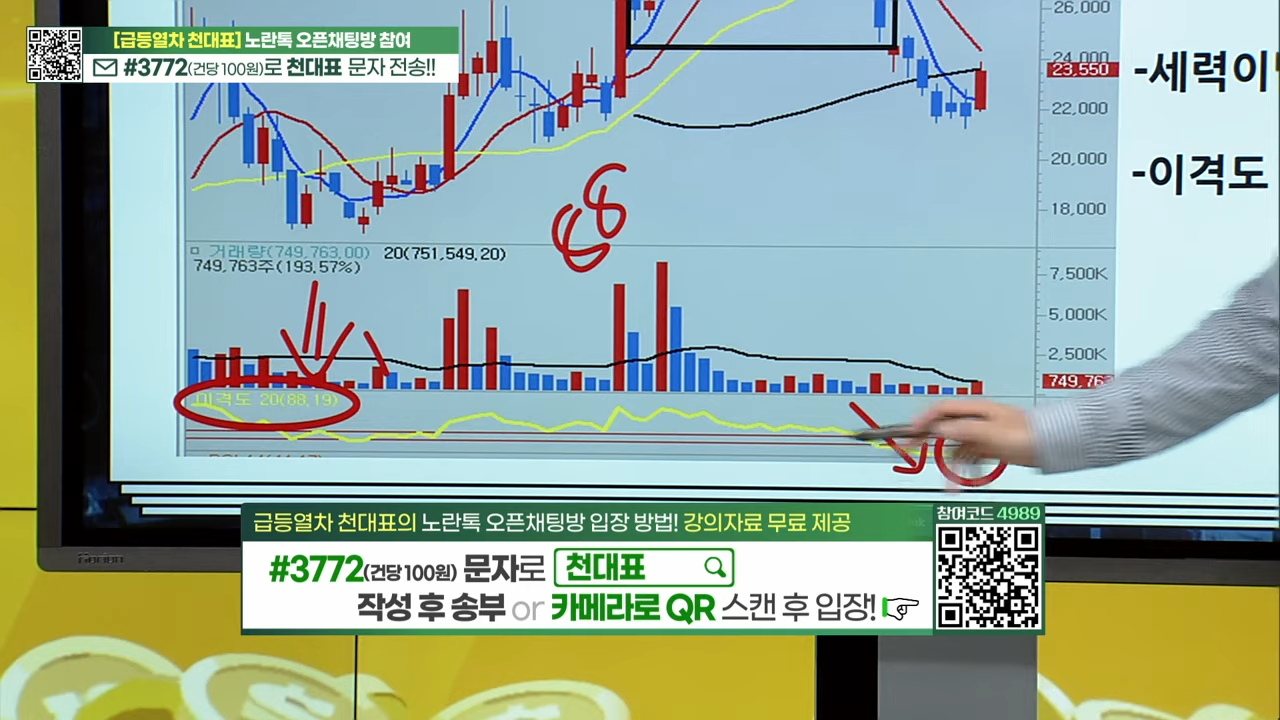 [급등열차 천대표] 노란톡 오픈채팅방 참여
#3772(건당 100원)로 천대표 문자 전송!!
26,000
24,000
23,550
22,000
20,000
18,000
-세력이
-이격도
68
거래량(749,763.00) 20(751,549,20)
749,763주(193.57%)
7,500K
5,000K
2,500K
749,763
이격도 20(88.19)
급등열차 천대표의 노란톡 오픈채팅방 입장 방법! 강의자료 무료 제공
참여코드 4989
#3772(건당 100원) 문자로 천대표
작성 후 송부 or 카메라로 QR 스캔 후 입장!